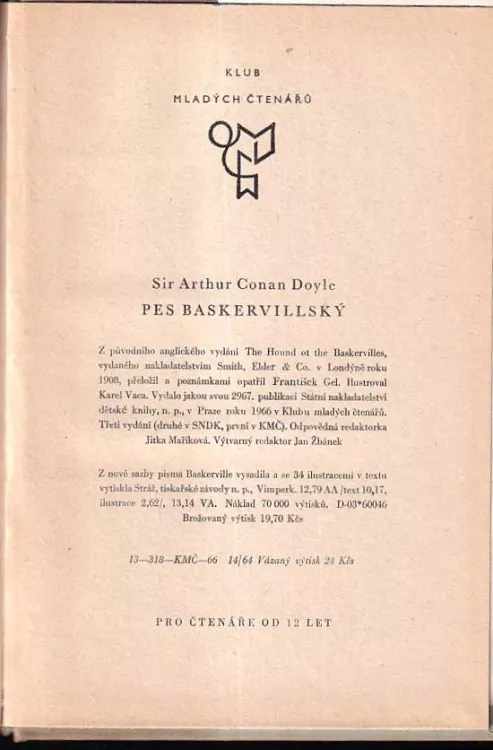 KLUB
MLADÝCH ČTENÁŘŮ
Sir Arthur Conan Doyle
PES BASKERVILLSKÝ
Z původního anglického vydání The Hound ot the Baskervilles,
vydaného nakladatelstvím Smith, Elder & Co. v Londýně roku
1908, přeložil a poznámkami opatřil František Gel. Ilustroval
Karel Vaca. Vydalo jakou svou 2967. publikaci Státní nakladatelství
dětské knihy, n. p., v Praze roku 1966 v Klubu mladých čtenářů.
Třetí vydání (druhé v SNDK, první v KMČ). Odpovědná redaktorka
Jitka Maříková. Výtvarný redaktor Jan Žbánek
Z nové sazby písma Baskerville vysadila a se 34 ilustracemi v textu
vytiskla Stráž, tiskařské závody n. p., Vimperk. 12,79 AA /text 10,17,
ilustrace 2,62/, 13,14 VA. Náklad 70 000 výtisků. D-03*60046
Brožovaný výtisk 19,70 Kčs
13—318—KMČ—66 14/64 Vázaný výtisk 24 Kčs
PRO ČTENÁŘE OD 12 LET